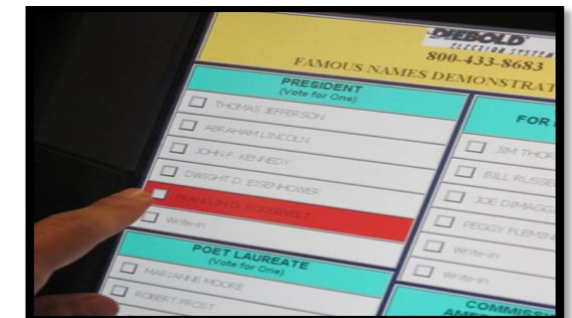 DIEBOLD
ELECTION SYSTEM
800-433-8683
FAMOUS NAMES DEMONSTRAT
PRESIDENT
(Vote for One)
THOMAS JEFFERSON
ABRAHAM LINCOLN
JOHN F. KENNEDY
DWIGHT D. EISENHOWER
FRANKLIN D. ROOSEVELT
Write-in
POET LAUREATE
(Vote for One)
MARIANNE MOORE
ROBERT FROST
FOR
JIM THOR
BILL RUSSE
JOE DIMAGG
PEGGY FLEMIN
Write-in
Write-in
COMMISS